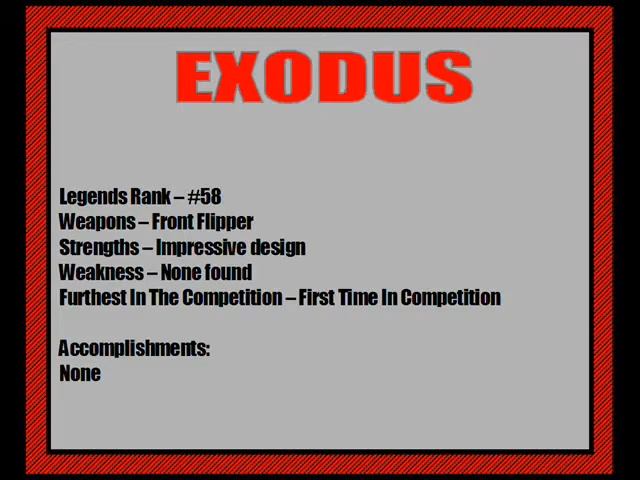 EXODUS
Legends Rank – #58
Weapons – Front Flipper
Strengths – Impressive design
Weakness – None found
Furthest In The Competition – First Time In Competition
Accomplishments:
None